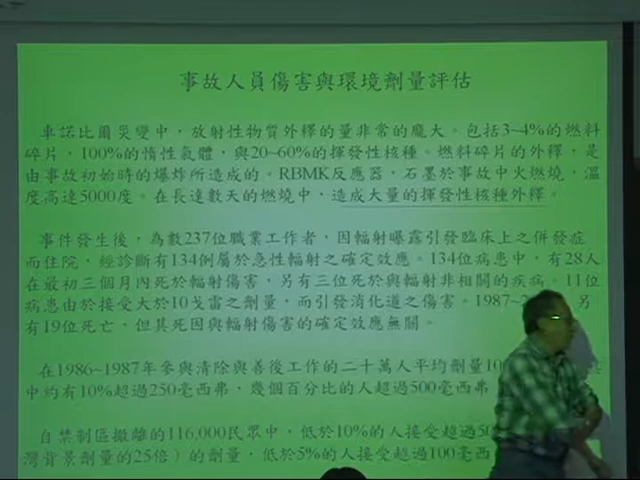 事故人員傷害與環境劑量評估
車諾比爾災變中，放射性物質外釋的量非常的龐大。包括3~4%的燃料
碎片，100%的惰性氣體，與20~60%的揮發性核種。燃料碎片的外釋，是
由事故初始時的爆炸所造成的。RBMK反應器，石墨於事故中火燃燒，溫
度高達5000度。在長達數天的燃燒中，造成大量的揮發性核種外釋。
事件發生後，為數237位職業工作者，因輻射曝露引發臨床上之併發症
而住院，經診斷有134例屬於急性輻射之確定效應。134位病患中，有28人
在最初三個月內死於輻射傷害，另有三位死於與輻射非相關的疾病。11位
病患由於接受大於10戈雷之劑量，而引發消化道之傷害。1987~2 另
有19位死亡，但其死因與輻射傷害的確定效應無關。
在1986~1987年參與清除與善後工作的二十萬人平均劑量10
中約有10%超過250毫西弗，幾個百分比的人超過500毫西弗
自禁制區撤離的116,000民眾中，低於10%的人接受超過50
灣背景劑量的25倍）的劑量，低於5%的人接受超過100毫西